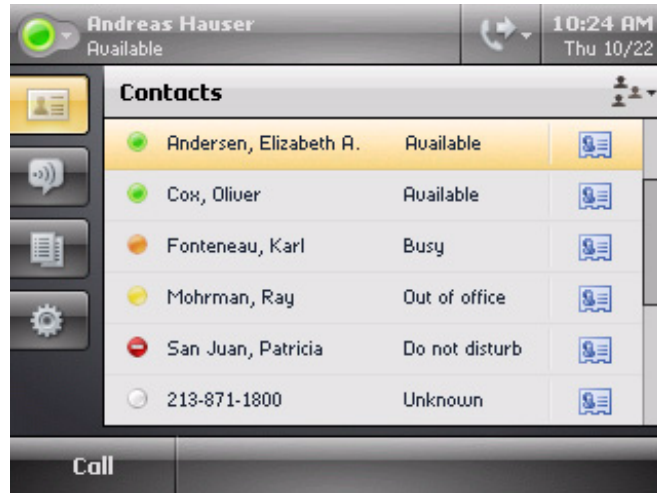 Andreas Hauser
10:24 AM
Available
Thu 10/22
Contacts
Andersen, Elizabeth A. Available
Cox, Oliver Available
Fonteneau, Karl Busy
Mohrman, Ray Out of office
San Juan, Patricia Do not disturb
213-871-1800 Unknown
Call